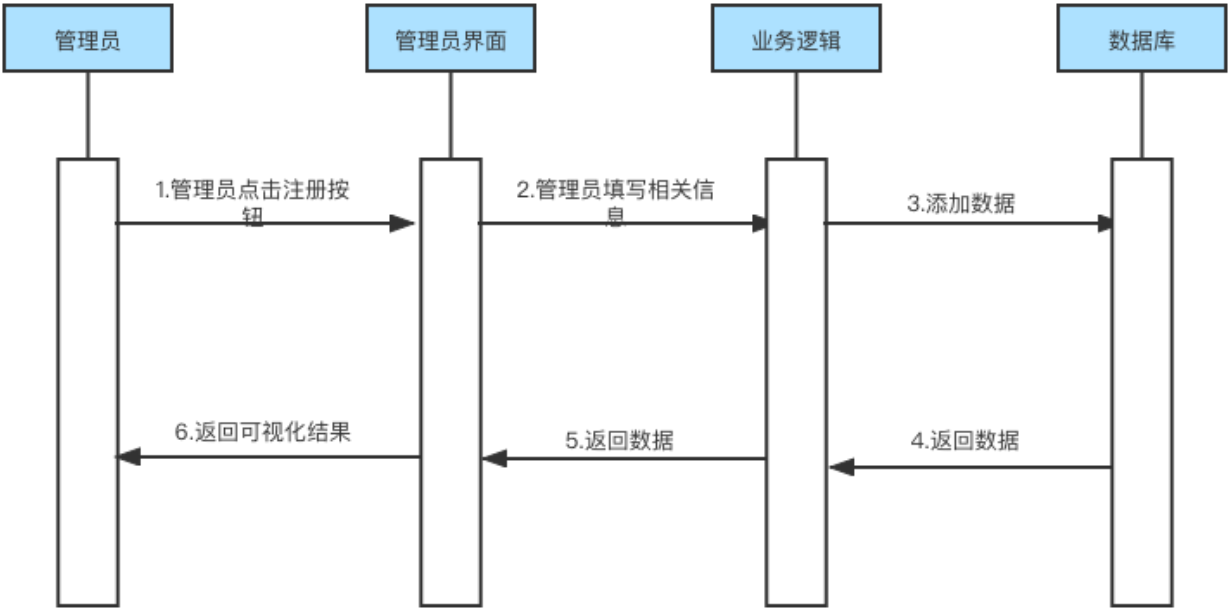 管理员
管理员界面
业务逻辑
数据库
1.管理员点击注册按
钮
2.管理员填写相关信
息
3.添加数据
6.返回可视化结果
5.返回数据
4.返回数据